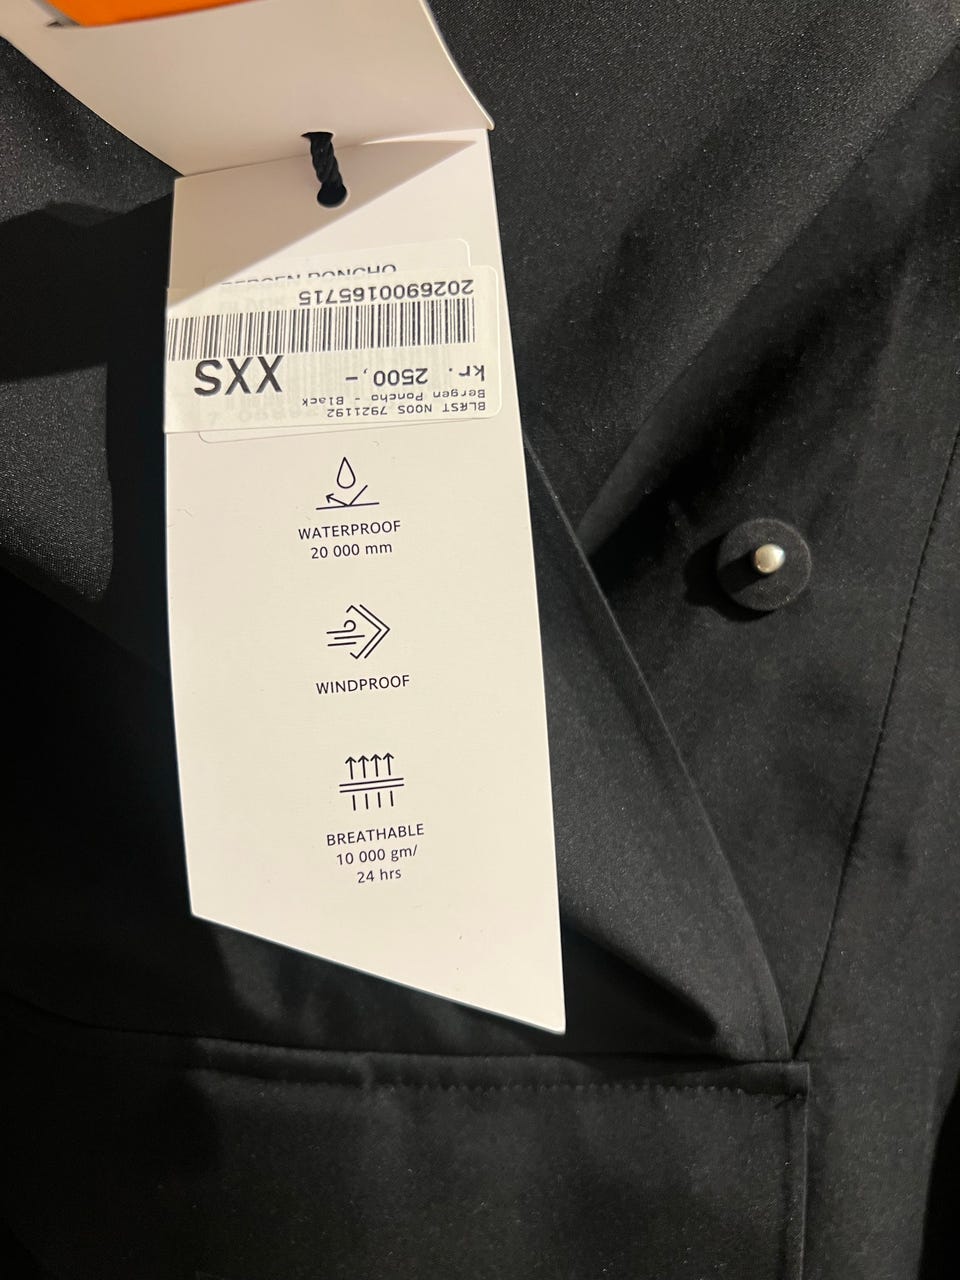 BERGEN PONCHO
2026900165715
XXS
kr. 2500,-
Bergen Poncho - Black
BLÆST NOOS 7921192
WATERPROOF
20 000 mm
WINDPROOF
BREATHABLE
10 000 gm/
24 hrs